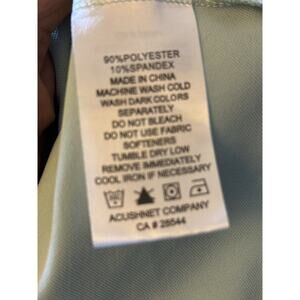 90%POLYESTER
10%SPANDEX
MADE IN CHINA
MACHINE WASH COLD
WASH DARK COLORS
SEPARATELY
DO NOT BLEACH
DO NOT USE FABRIC
SOFTENERS
TUMBLE DRY LOW
REMOVE IMMEDIATELY
COOL IRON IF NECESSARY
ACUSHNET COMPANY
CA # 28544